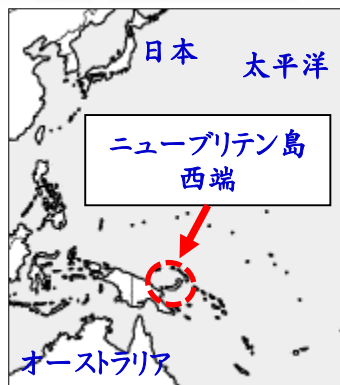 日本
太平洋
ニューブリテン島
西端
オーストラリア